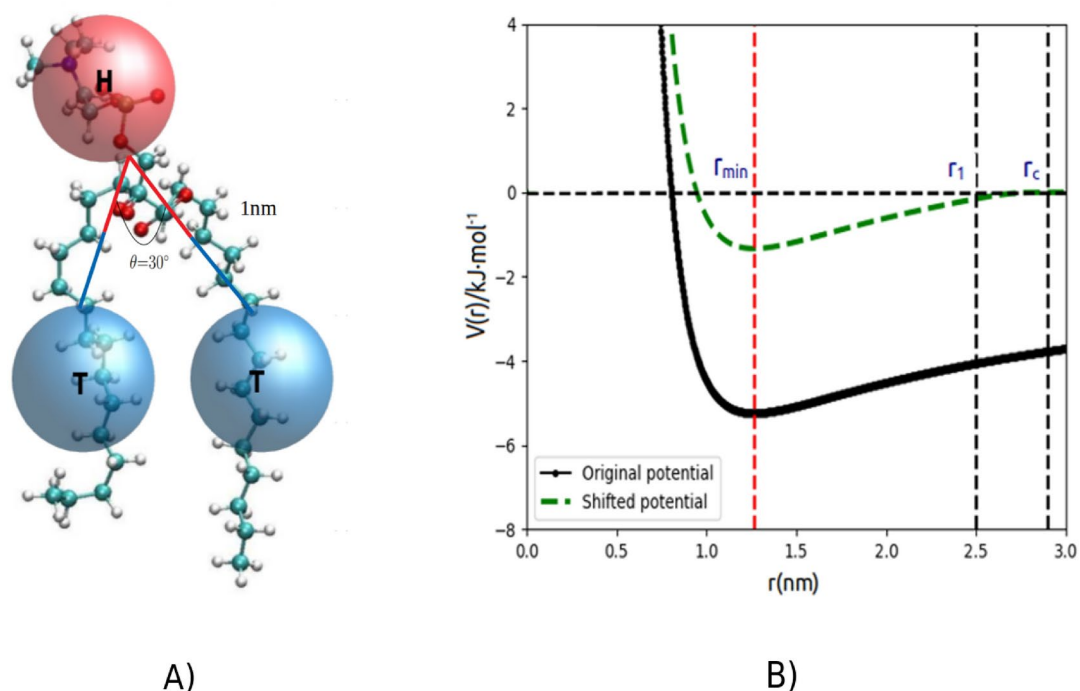 H
1nm
θ=30°
T
T
A)
V(r)/kJ·mol⁻¹
4
2
0
−2
−4
−6
−8
r_min
r_1
r_c
Original potential
Shifted potential
0.0 0.5 1.0 1.5 2.0 2.5 3.0
r(nm)
B)